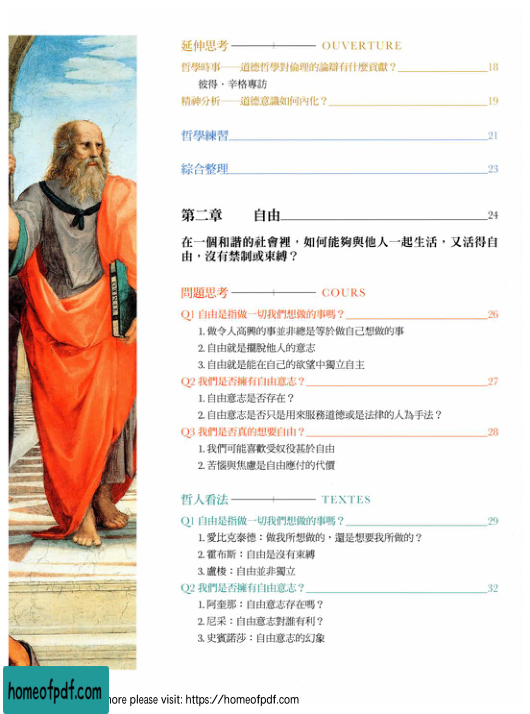 延伸思考 OUVERTURE
哲學時事——道德哲學對倫理的論辯有什麼貢獻？ 18
彼得・辛格專訪
精神分析——道德意識如何內化？ 19
哲學練習 21
綜合整理 23
第二章 自由 24
在一個和諧的社會裡，如何能夠與他人一起生活，又活得自
由，沒有禁制或束縛？
問題思考 COURS
Q1 自由是指做一切我們想做的事嗎？ 26
1. 做令人高興的事並非總是等於做自己想做的事
2. 自由就是擺脫他人的意志
3. 自由就是能在自己的欲望中獨立自主
Q2 我們是否擁有自由意志？ 27
1. 自由意志是否存在？
2. 自由意志是否只是用來服務道德或是法律的人為手法？
Q3 我們是否真的想要自由？ 28
1. 我們可能喜歡受奴役甚於自由
2. 苦惱與焦慮是自由應付的代價
哲人看法 TEXTES
Q1 自由是指做一切我們想做的事嗎？ 29
1. 愛比克泰德：做我所想做的，還是想要我所做的？
2. 霍布斯：自由是沒有束縛
3. 盧梭：自由並非獨立
Q2 我們是否擁有自由意志？ 32
1. 阿奎那：自由意志存在嗎？
2. 尼采：自由意志對誰有利？
3. 史賓諾莎：自由意志的幻象
homeofpdf.com
more please visit: https://homeofpdf.com